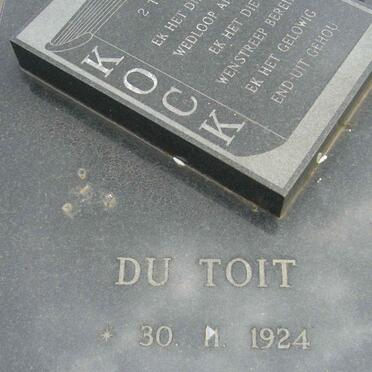 KOCK
2 T
EK HET DIE
WEDLOOP
EK HET DIE
WENSTREEP
EK HET GELOWIG
END-UIT GEHOU
DU TOIT
* 30. 1924